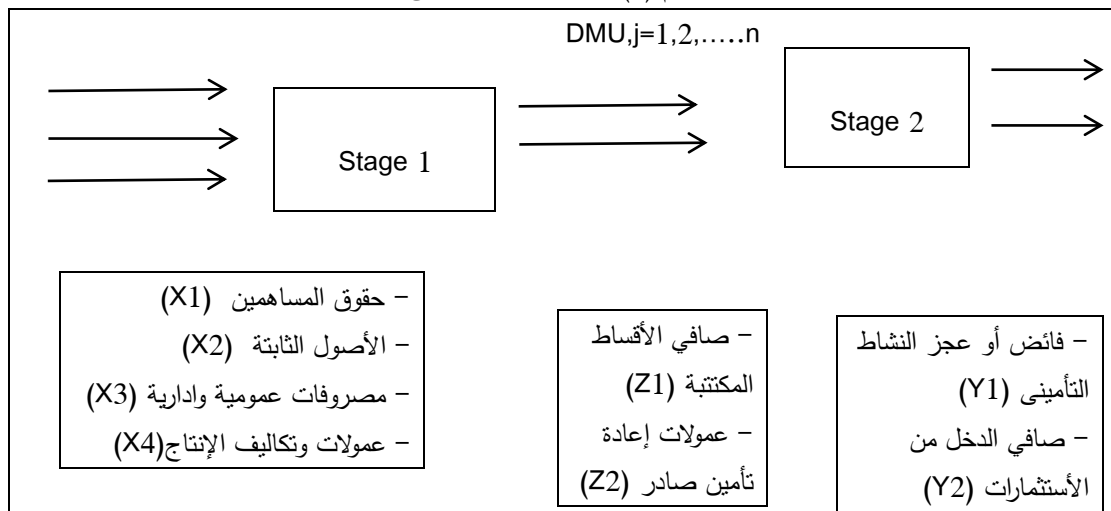 DMU,j=1,2,.....n
Stage 1
Stage 2
- حقوق المساهمين (X1)
- الأصول الثابتة (X2)
- مصروفات عمومية وادارية (X3)
- عمولات وتكاليف الإنتاج(X4)
- صافي الأقساط
المكتتبة (Z1)
- عمولات إعادة
تأمين صادر (Z2)
- فائض أو عجز النشاط
التأمينى (Y1)
- صافي الدخل من
الأستثمارات (Y2)